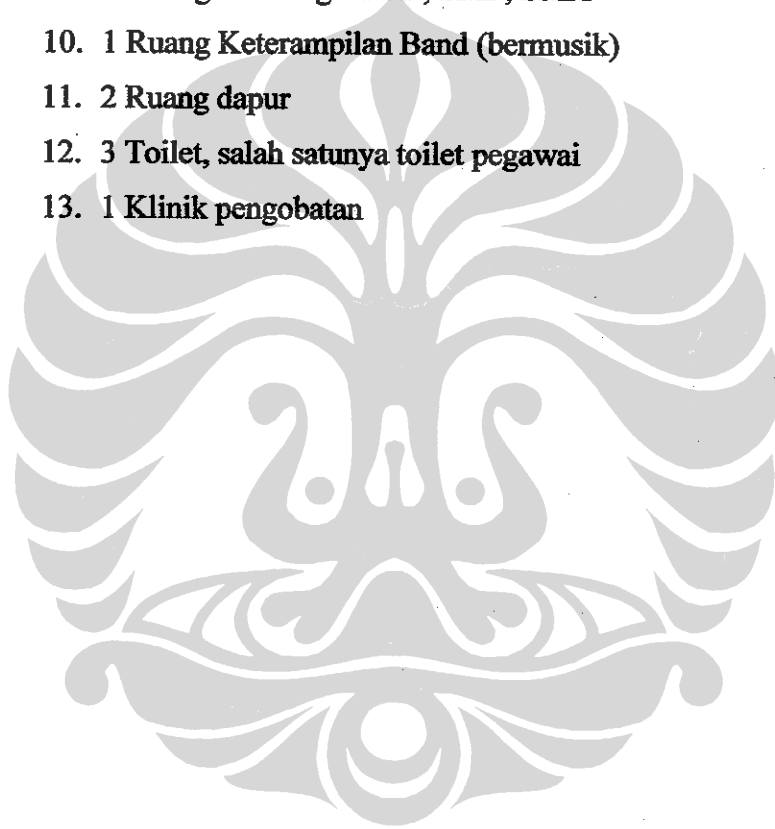 10. 1 Ruang Keterampilan Band (bermusik)
11. 2 Ruang dapur
12. 3 Toilet, salah satunya toilet pegawai
13. 1 Klinik pengobatan